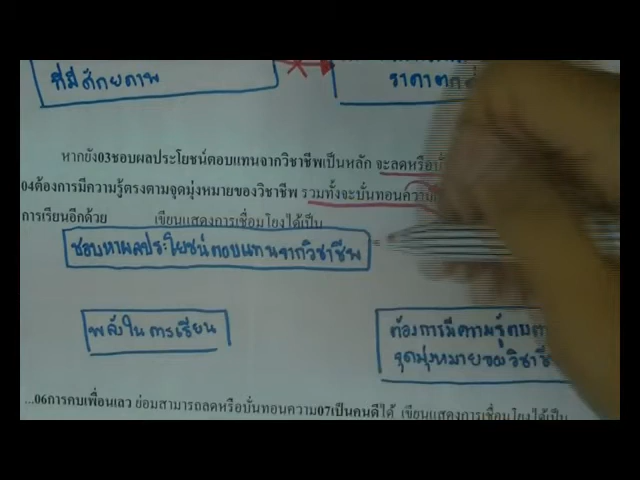 ที่มีศักยภาพ
ราคาตก
หากยัง03ชอบผลประโยชน์ตอบแทนจากวิชาชีพเป็นหลัก จะลดหรือ
04ต้องการมีความรู้ตรงตามจุดมุ่งหมายของวิชาชีพ รวมทั้งจะบั่นทอนความ
การเรียนอีกด้วย เขียนแสดงการเชื่อมโยงได้เป็น
ชอบหาผลประโยชน์ตอบแทนจากวิชาชีพ
พลังในการเรียน
ต้องการมีความรู้ตรงตาม
จุดมุ่งหมายของวิชาชีพ
...06การคบเพื่อนเลว ย่อมสามารถลดหรือบั่นทอนความ07เป็นคนดีได้ เขียนแสดงการเชื่อมโยงได้เป็น